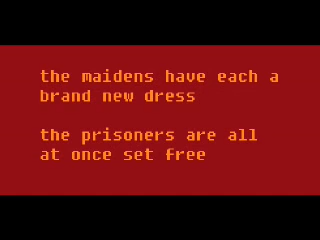 the maidens have each a
brand new dress
the prisoners are all
at once set free